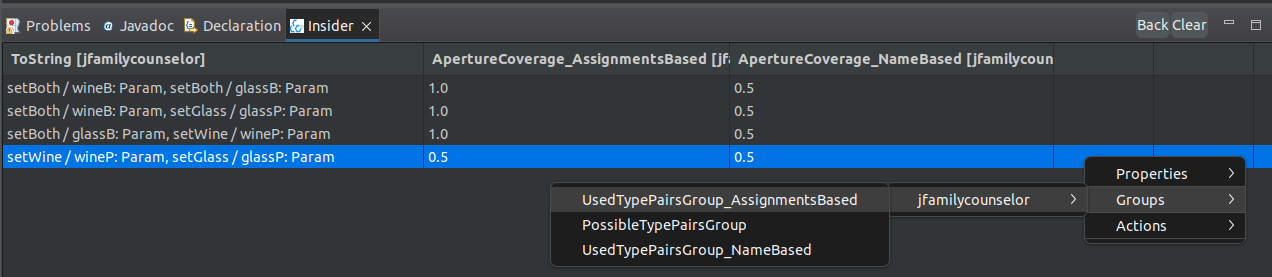 Problems @ Javadoc Declaration Insider Back Clear
ToString [jfamilycounselor] ApertureCoverage_AssignmentsBased [jf ApertureCoverage_NameBased [jfamilycoun
setBoth / wineB: Param, setBoth / glassB: Param 1.0 0.5
setBoth / wineB: Param, setGlass / glassP: Param 1.0 0.5
setBoth / glassB: Param, setWine / wineP: Param 1.0 0.5
setWine / wineP: Param, setGlass / glassP: Param 0.5 0.5
Properties
UsedTypePairsGroup_AssignmentsBased jfamilycounselor Groups
PossibleTypePairsGroup Actions
UsedTypePairsGroup_NameBased